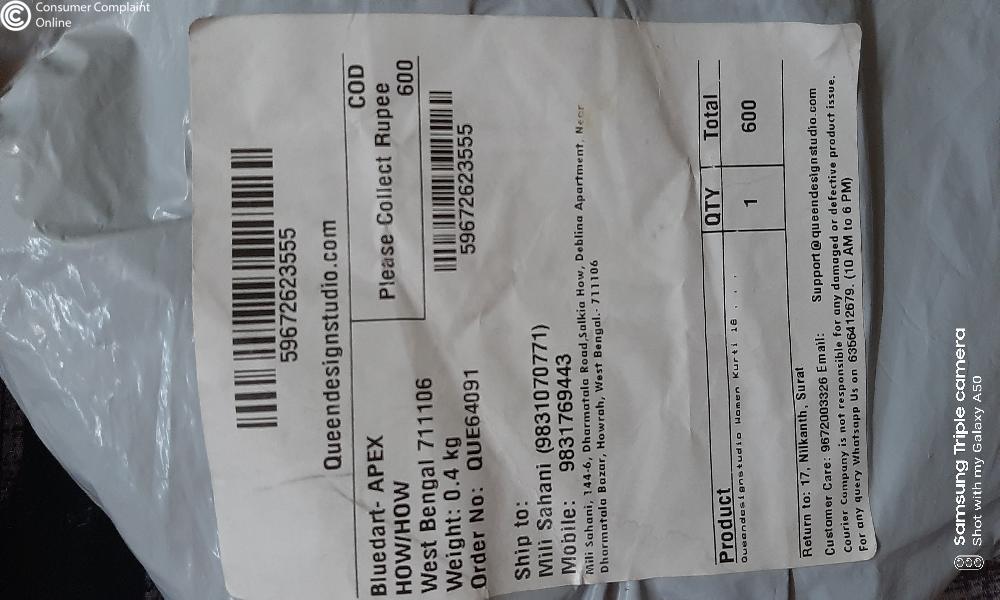 Consumer Complaint
Online
59672623555
Queendesignstudio.com
Bluedart- APEX
HOW/HOW
West Bengal 711106
Weight: 0.4 kg
Order No: QUE64091
COD
Please Collect Rupee
600
59672623555
Ship to:
Mili Sahani (9831070771)
Mobile: 9831769443
Mili Sahani, 144-6, Dharmatala Road,Salkia How, Deblina Apartment, Near
Dharmatala Bazar, Howrah, West Bengal.- 711106
Product QTY Total
Queendesignstudio Women Kurti 18 . . . . 1 600
Return to: 17, Nilkanth, Surat
Customer Care: 9672003326 Email: Support@queendesignstudio.com
Courier Company is not responsible for any damaged or defective product issue.
For any query Whatsapp Us on 6356412679. (10 AM to 6 PM)
Samsung Triple camera
Shot with my Galaxy A50